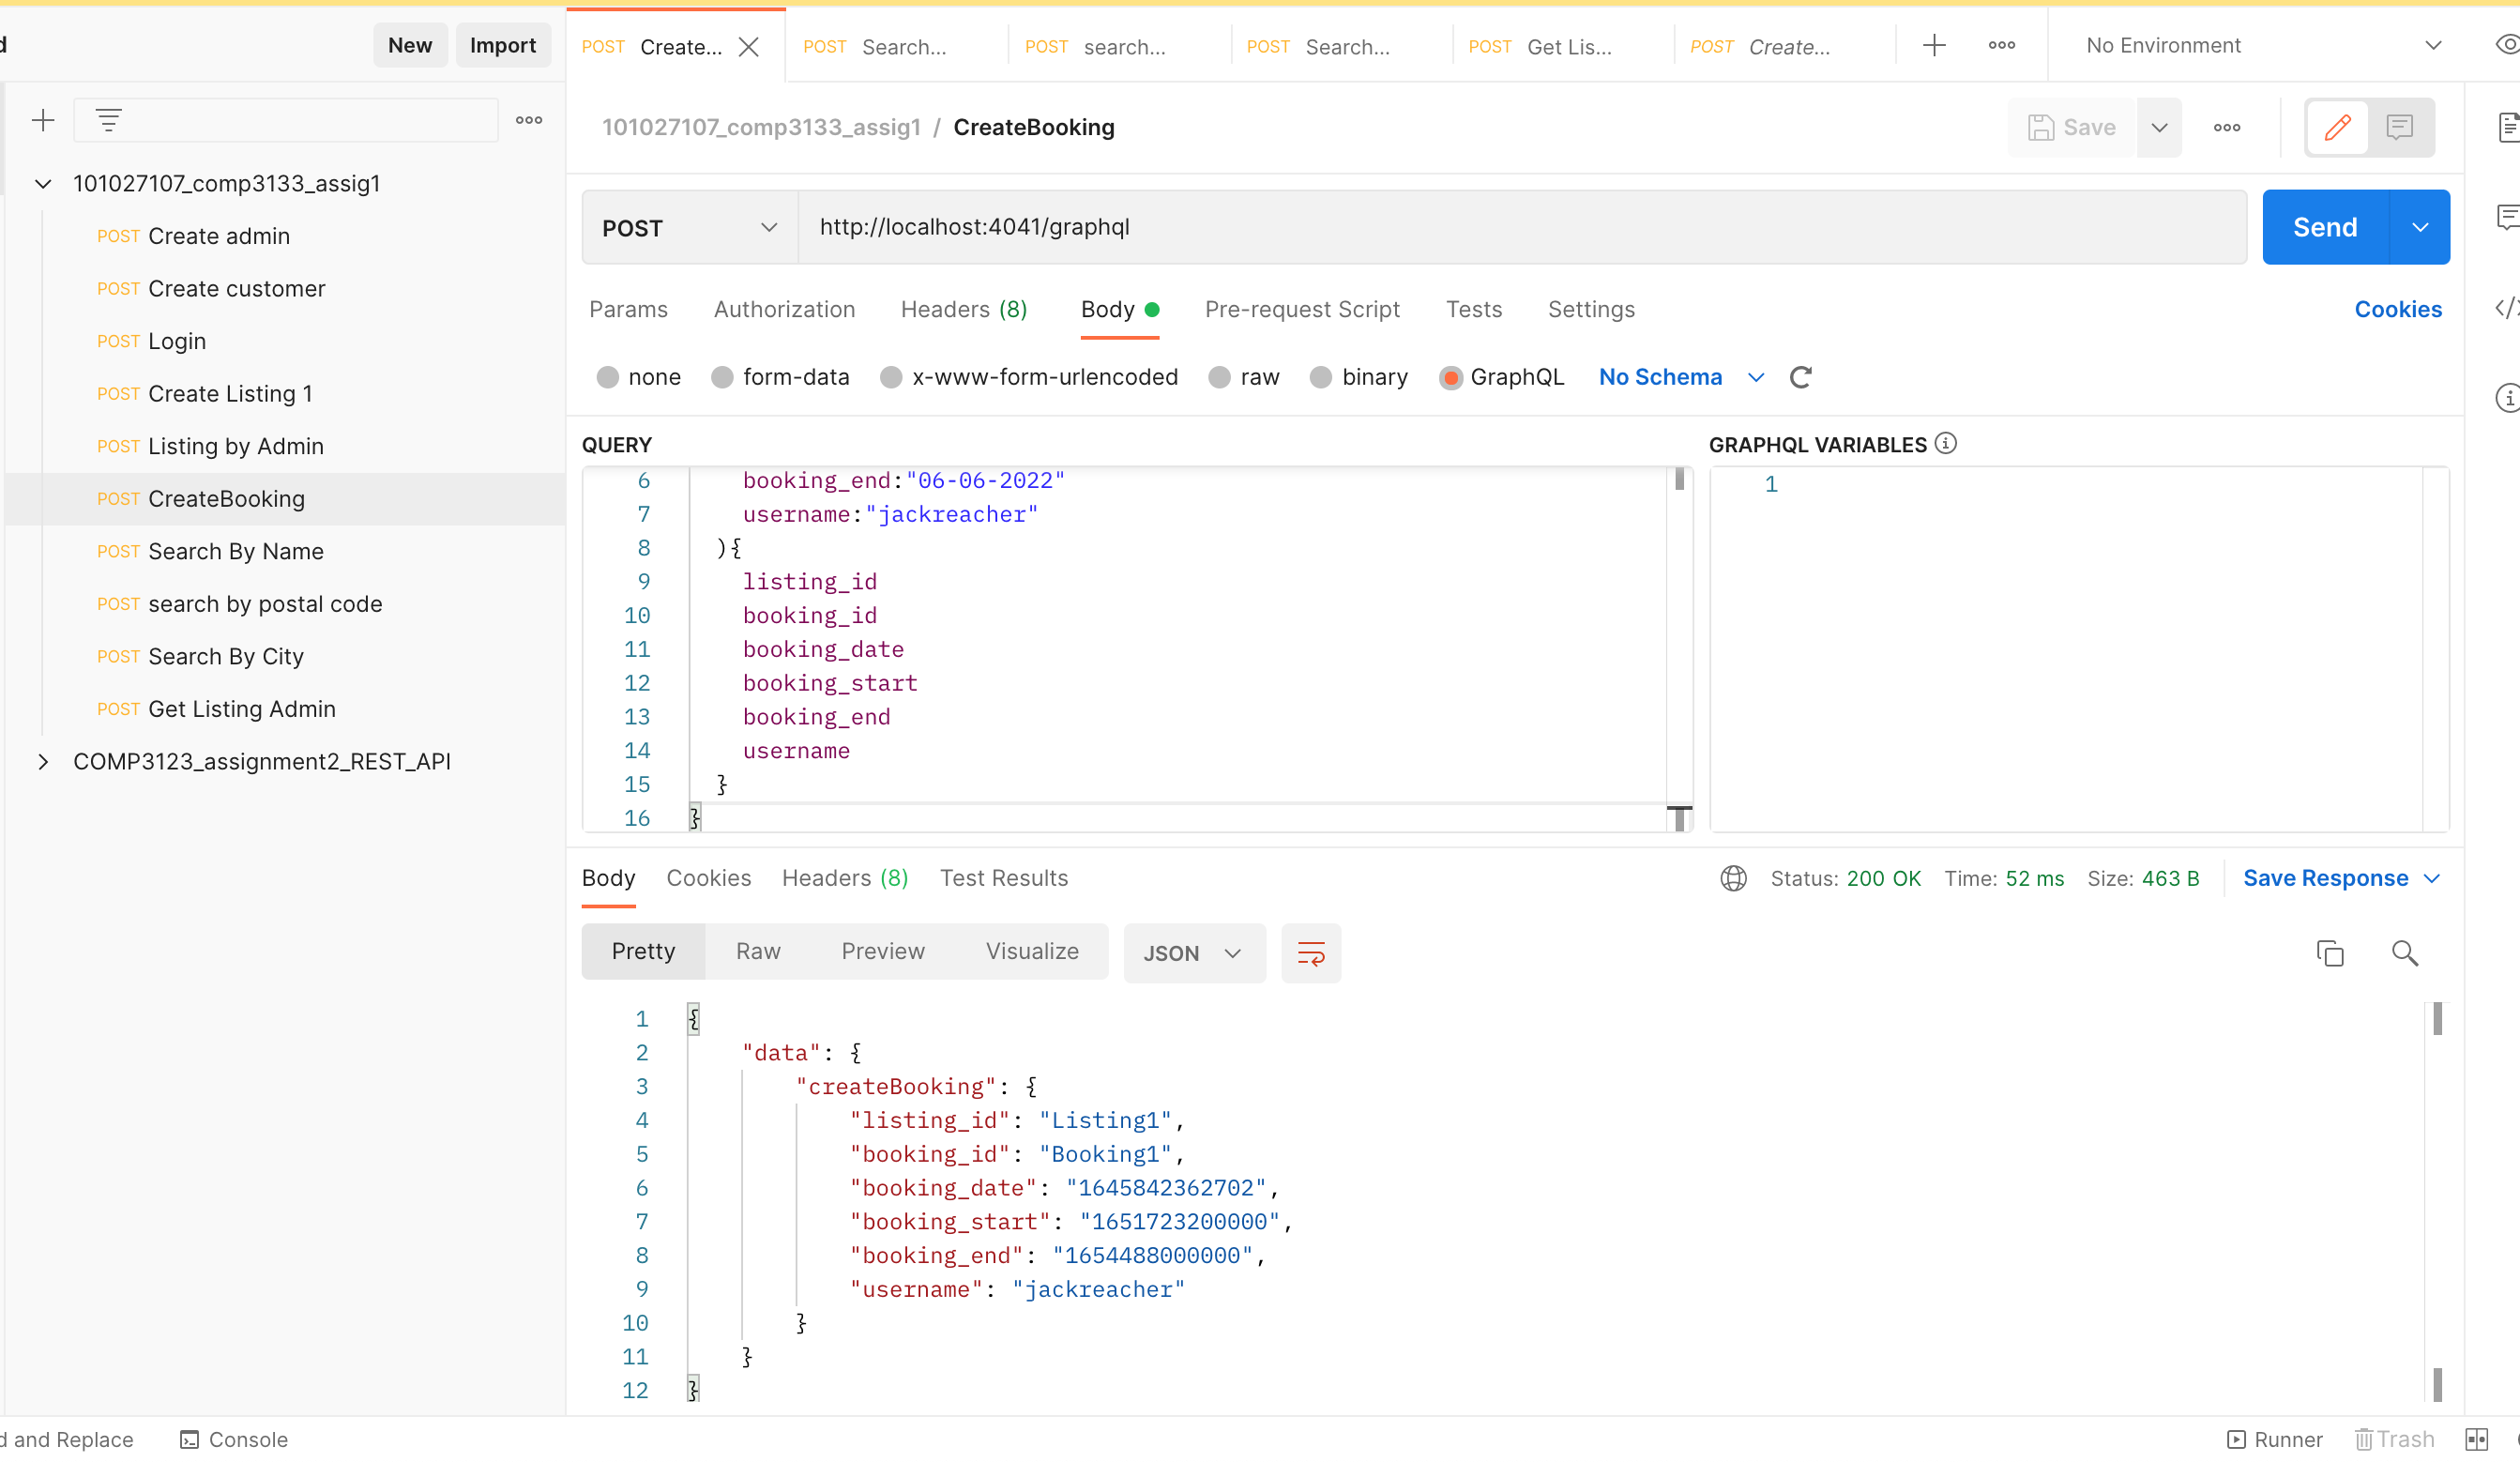 d
New
Import
POST Create...
POST Search...
POST search...
POST Search...
POST Get Lis...
POST Create...
No Environment
101027107_comp3133_assig1 / CreateBooking
Save
101027107_comp3133_assig1
POST Create admin
POST Create customer
POST Login
POST Create Listing 1
POST Listing by Admin
POST CreateBooking
POST Search By Name
POST search by postal code
POST Search By City
POST Get Listing Admin
COMP3123_assignment2_REST_API
POST
http://localhost:4041/graphql
Send
Params
Authorization
Headers (8)
Body
Pre-request Script
Tests
Settings
Cookies
none
form-data
x-www-form-urlencoded
raw
binary
GraphQL
No Schema
QUERY
6 booking_end:"06-06-2022"
7 username:"jackreacher"
8 ){
9 listing_id
10 booking_id
11 booking_date
12 booking_start
13 booking_end
14 username
15 }
16 }
GRAPHQL VARIABLES
1
Body
Cookies
Headers (8)
Test Results
Status: 200 OK
Time: 52 ms
Size: 463 B
Save Response
Pretty
Raw
Preview
Visualize
JSON
1 {
2 "data": {
3 "createBooking": {
4 "listing_id": "Listing1",
5 "booking_id": "Booking1",
6 "booking_date": "1645842362702",
7 "booking_start": "1651723200000",
8 "booking_end": "1654488000000",
9 "username": "jackreacher"
10 }
11 }
12 }
d and Replace
Console
Runner
Trash